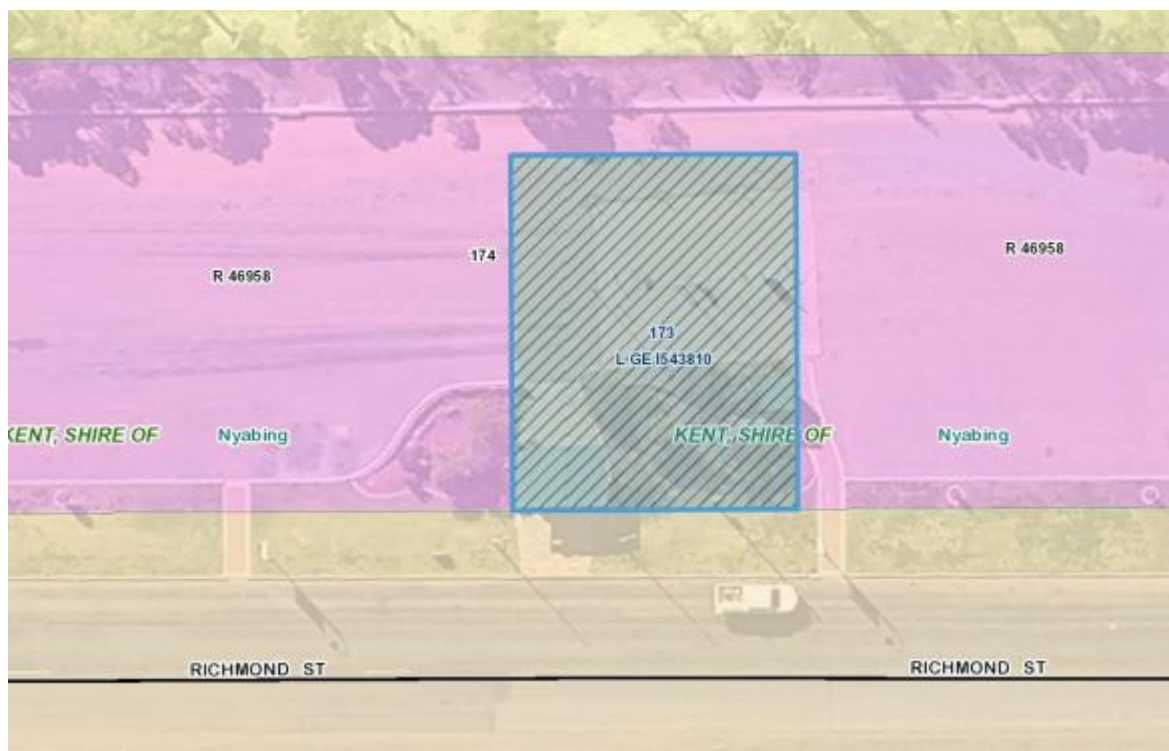 174
R 46958
R 46958
173
L GE I543810
KENT, SHIRE OF
Nyabing
KENT, SHIRE OF
Nyabing
RICHMOND ST
RICHMOND ST